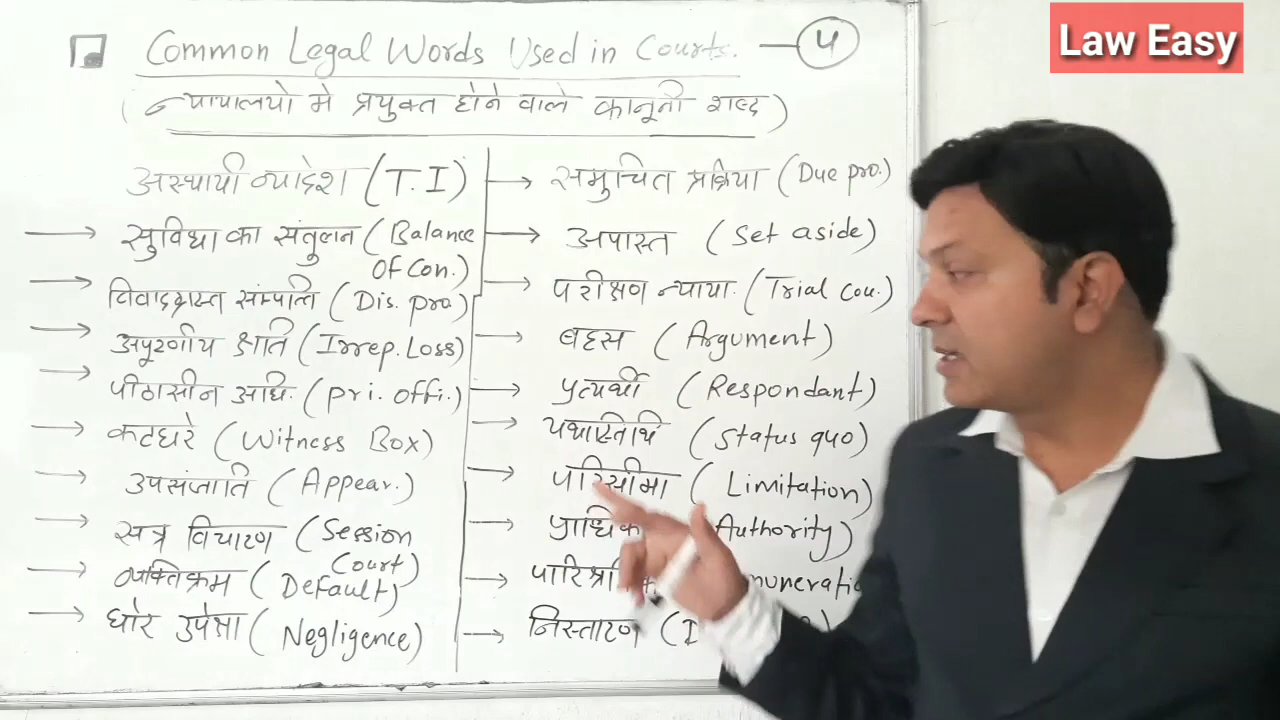 Law Easy
Common Legal Words Used in Courts. — 4
(न्यायालयो मे प्रयुक्त होने वाले कानूनी शब्द)
अस्थायी व्यादेश (T.I)
सुविधा का संतुलन (Balance
Of Con.)
विवादग्रस्त संम्पत्ति (Dis. pro.)
अपूरणीय क्षति (Irrep. Loss)
पीठासीन अधि. (Pri. Offi.)
कटघरे (Witness Box)
उपसंजाति (Appear.)
सत्र विचारण (Session
Court)
व्यतिक्रम (Default)
घोर उपेक्षा (Negligence)
समुचित प्रक्रिया (Due pro.)
अपास्त (Set aside)
परीक्षण न्याया. (Trial Cou.)
बहस (Argument)
प्रत्यर्थी (Respondant)
यथास्तिथि (Status quo)
परिसीमा (Limitation)
Authority)
निस्तारण